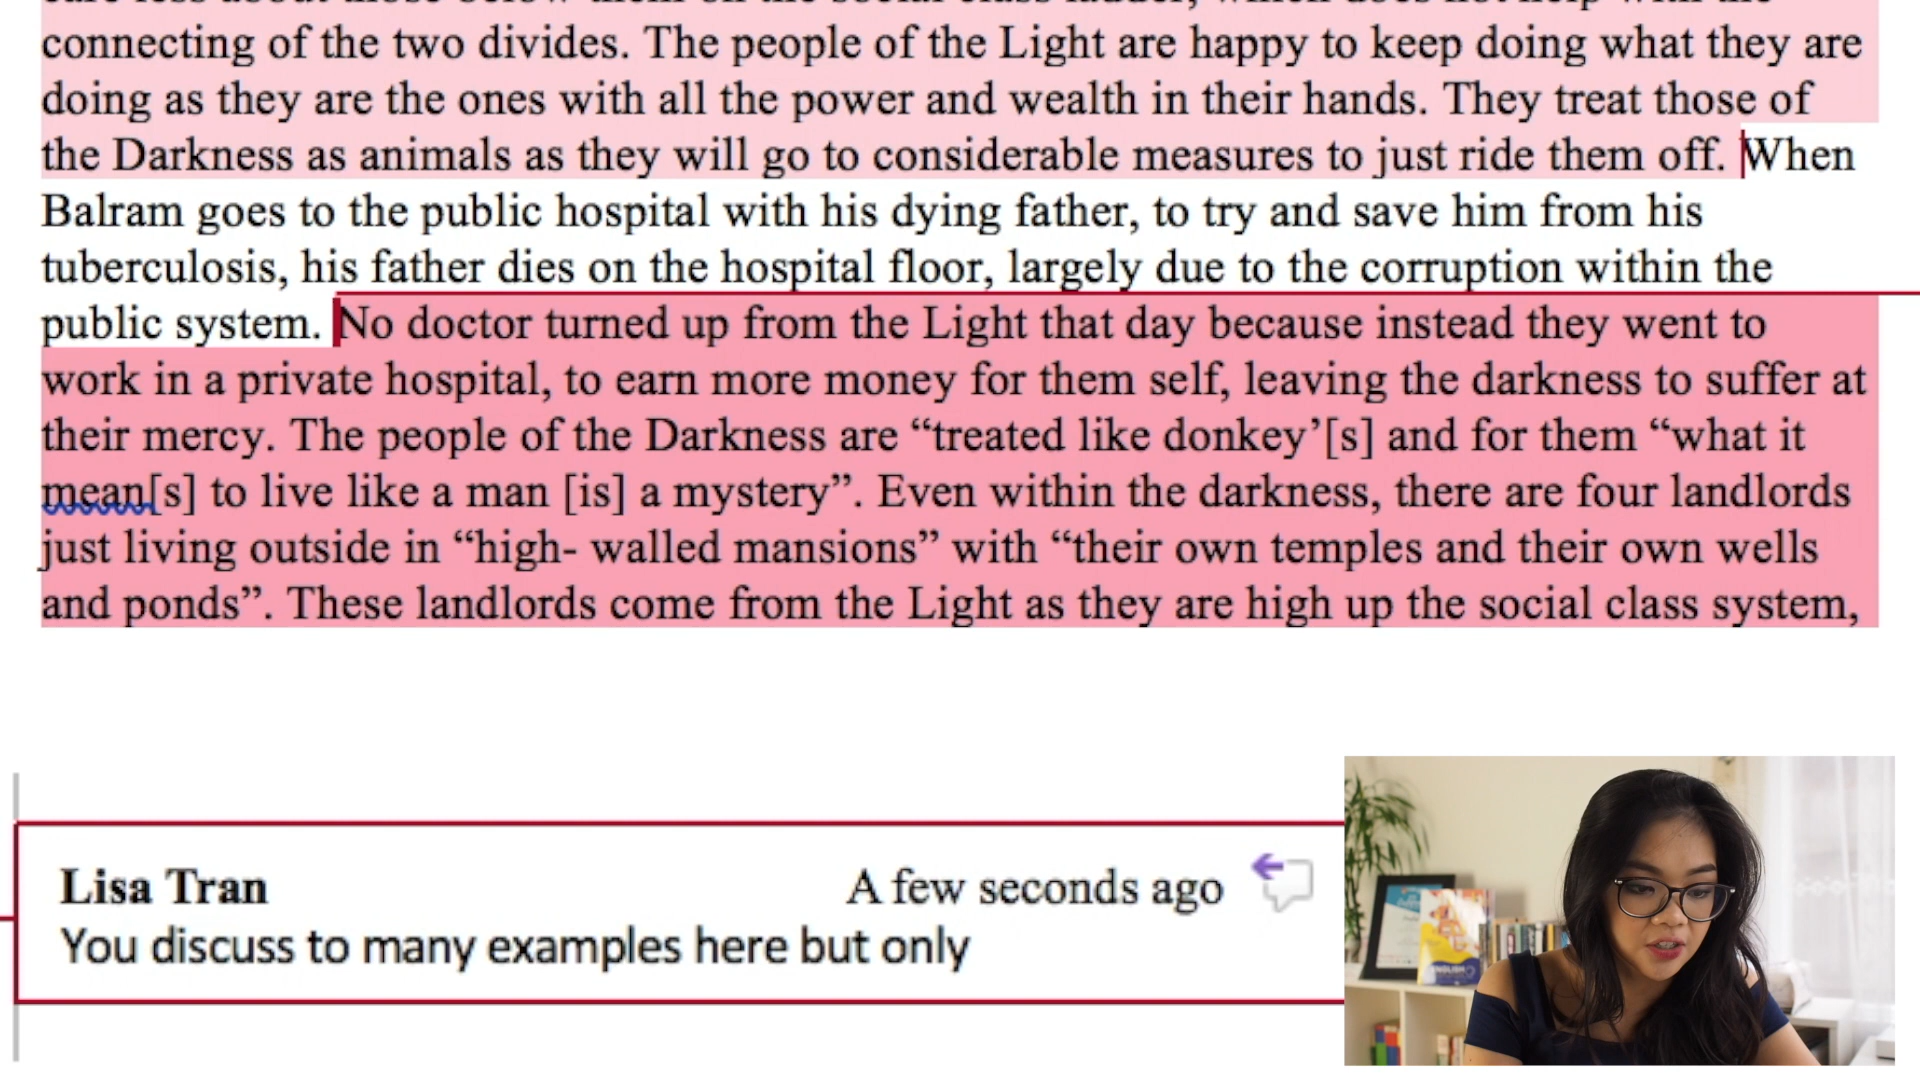 connecting of the two divides. The people of the Light are happy to keep doing what they are
doing as they are the ones with all the power and wealth in their hands. They treat those of
the Darkness as animals as they will go to considerable measures to just ride them off. When
Balram goes to the public hospital with his dying father, to try and save him from his
tuberculosis, his father dies on the hospital floor, largely due to the corruption within the
public system. No doctor turned up from the Light that day because instead they went to
work in a private hospital, to earn more money for them self, leaving the darkness to suffer at
their mercy. The people of the Darkness are “treated like donkey’[s] and for them “what it
mean[s] to live like a man [is] a mystery”. Even within the darkness, there are four landlords
just living outside in “high- walled mansions” with “their own temples and their own wells
and ponds”. These landlords come from the Light as they are high up the social class system,
Lisa Tran A few seconds ago
You discuss to many examples here but only
ENGLISH